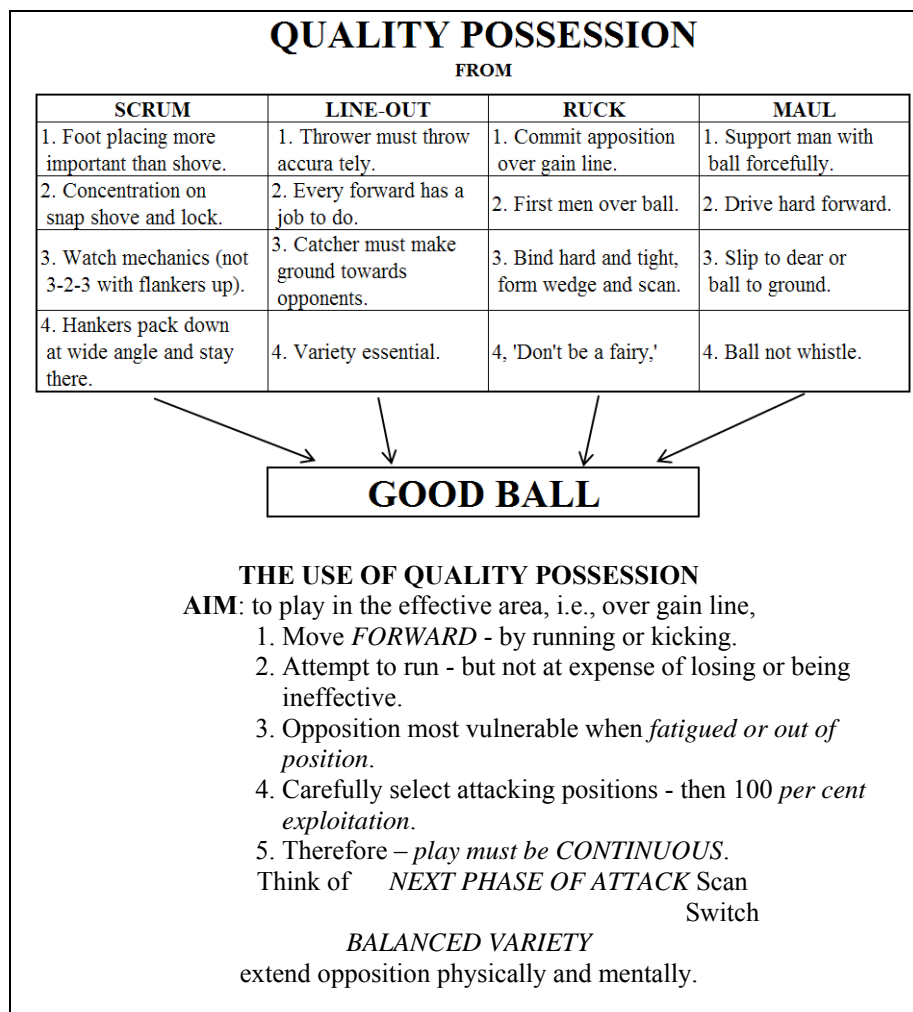 QUALITY POSSESSION
FROM
SCRUM
1. Foot placing more
important than shove.
2. Concentration on
snap shove and lock.
3. Watch mechanics (not
3-2-3 with flankers up).
4. Hankers pack down
at wide angle and stay
there.
LINE-OUT
1. Thrower must throw
accura tely.
2. Every forward has a
job to do.
3. Catcher must make
ground towards
opponents.
4. Variety essential.
RUCK
1. Commit apposition
over gain line.
2. First men over ball.
3. Bind hard and tight,
form wedge and scan.
4, 'Don't be a fairy,'
MAUL
1. Support man with
ball forcefully.
2. Drive hard forward.
3. Slip to dear or
ball to ground.
4. Ball not whistle.
GOOD BALL
THE USE OF QUALITY POSSESSION
AIM: to play in the effective area, i.e., over gain line,
1. Move FORWARD - by running or kicking.
2. Attempt to run - but not at expense of losing or being
ineffective.
3. Opposition most vulnerable when fatigued or out of
position.
4. Carefully select attacking positions - then 100 per cent
exploitation.
5. Therefore – play must be CONTINUOUS.
Think of NEXT PHASE OF ATTACK Scan
Switch
BALANCED VARIETY
extend opposition physically and mentally.